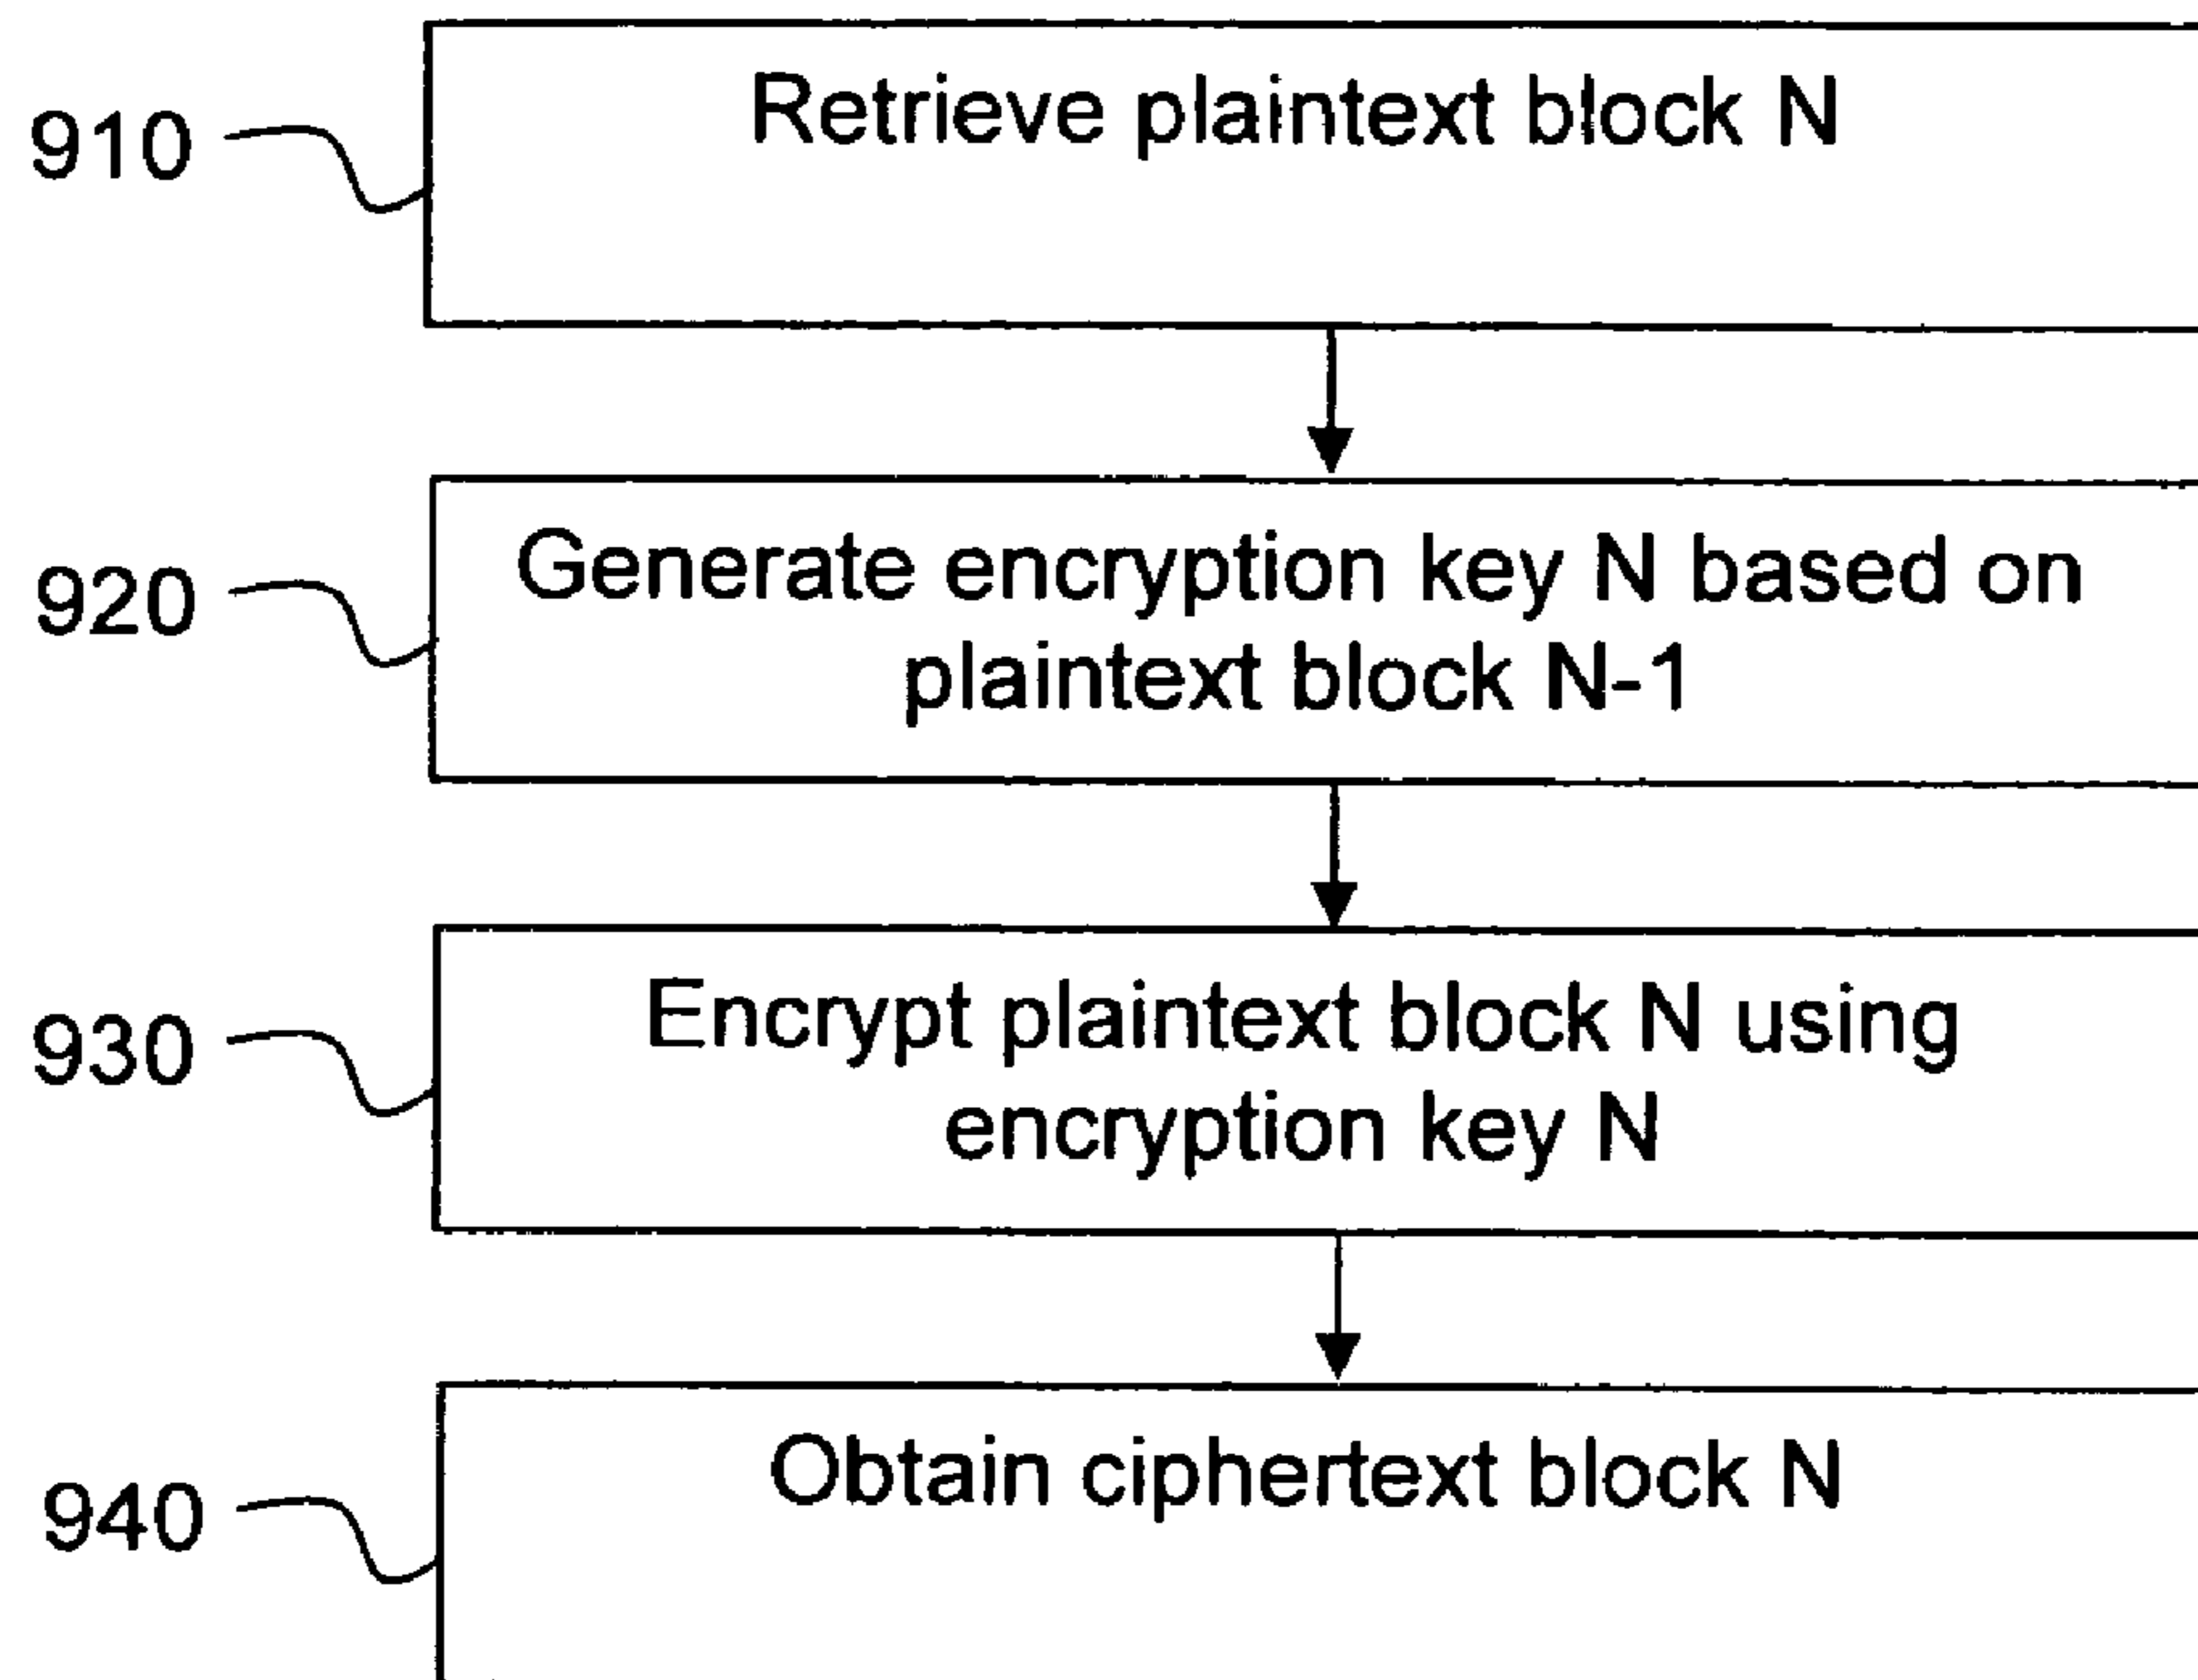 910
Retrieve plaintext block N
920
Generate encryption key N based on
plaintext block N-1
930
Encrypt plaintext block N using
encryption key N
940
Obtain ciphertext block N